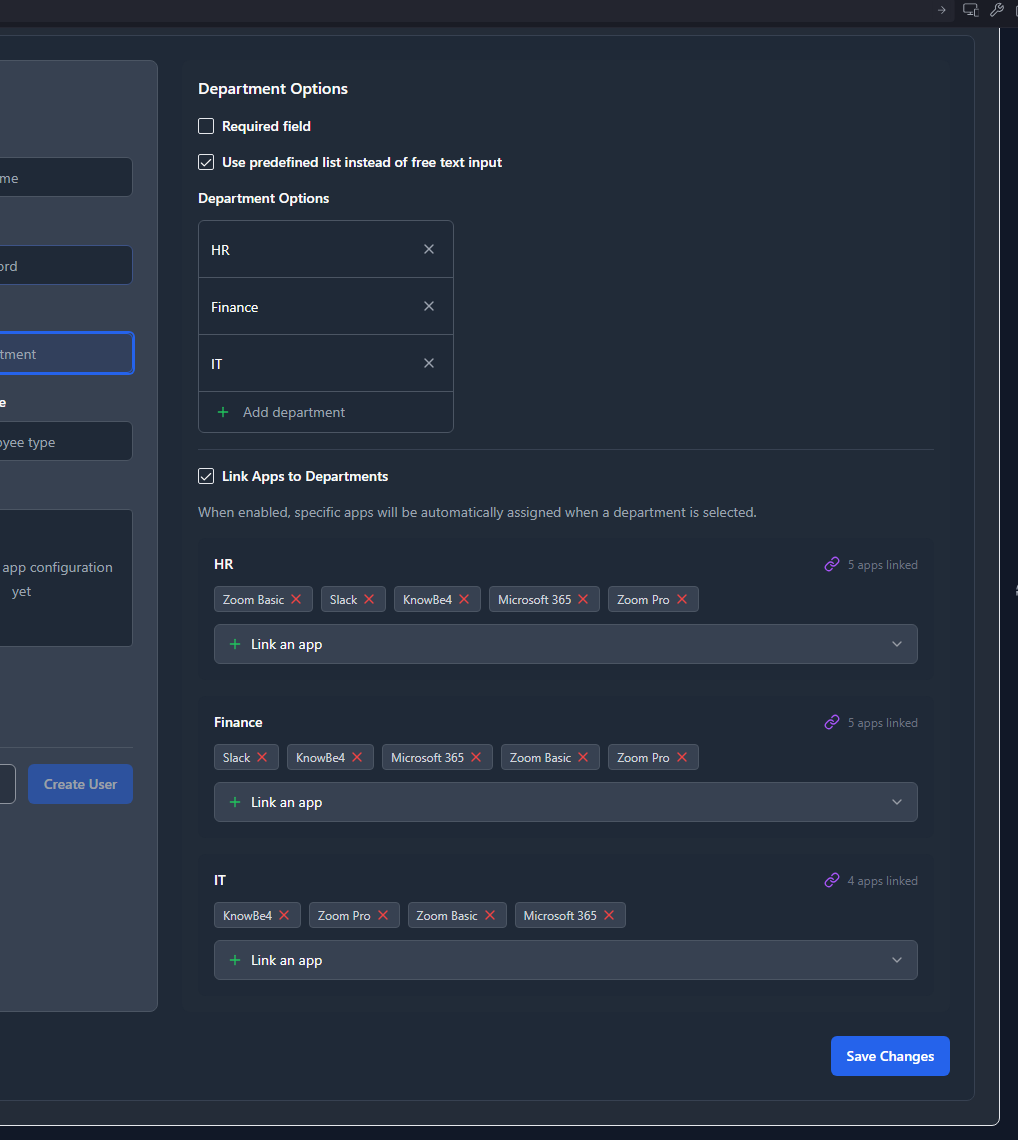 Department Options
Required field
Use predefined list instead of free text input
Department Options
HR
Finance
IT
Add department
Link Apps to Departments
When enabled, specific apps will be automatically assigned when a department is selected.
HR 5 apps linked
Zoom Basic Slack KnowBe4 Microsoft 365 Zoom Pro
Link an app
Finance 5 apps linked
Slack KnowBe4 Microsoft 365 Zoom Basic Zoom Pro
Link an app
IT 4 apps linked
KnowBe4 Zoom Pro Zoom Basic Microsoft 365
Link an app
Save Changes
me
ord
tment
e
oyee type
app configuration
yet
Create User